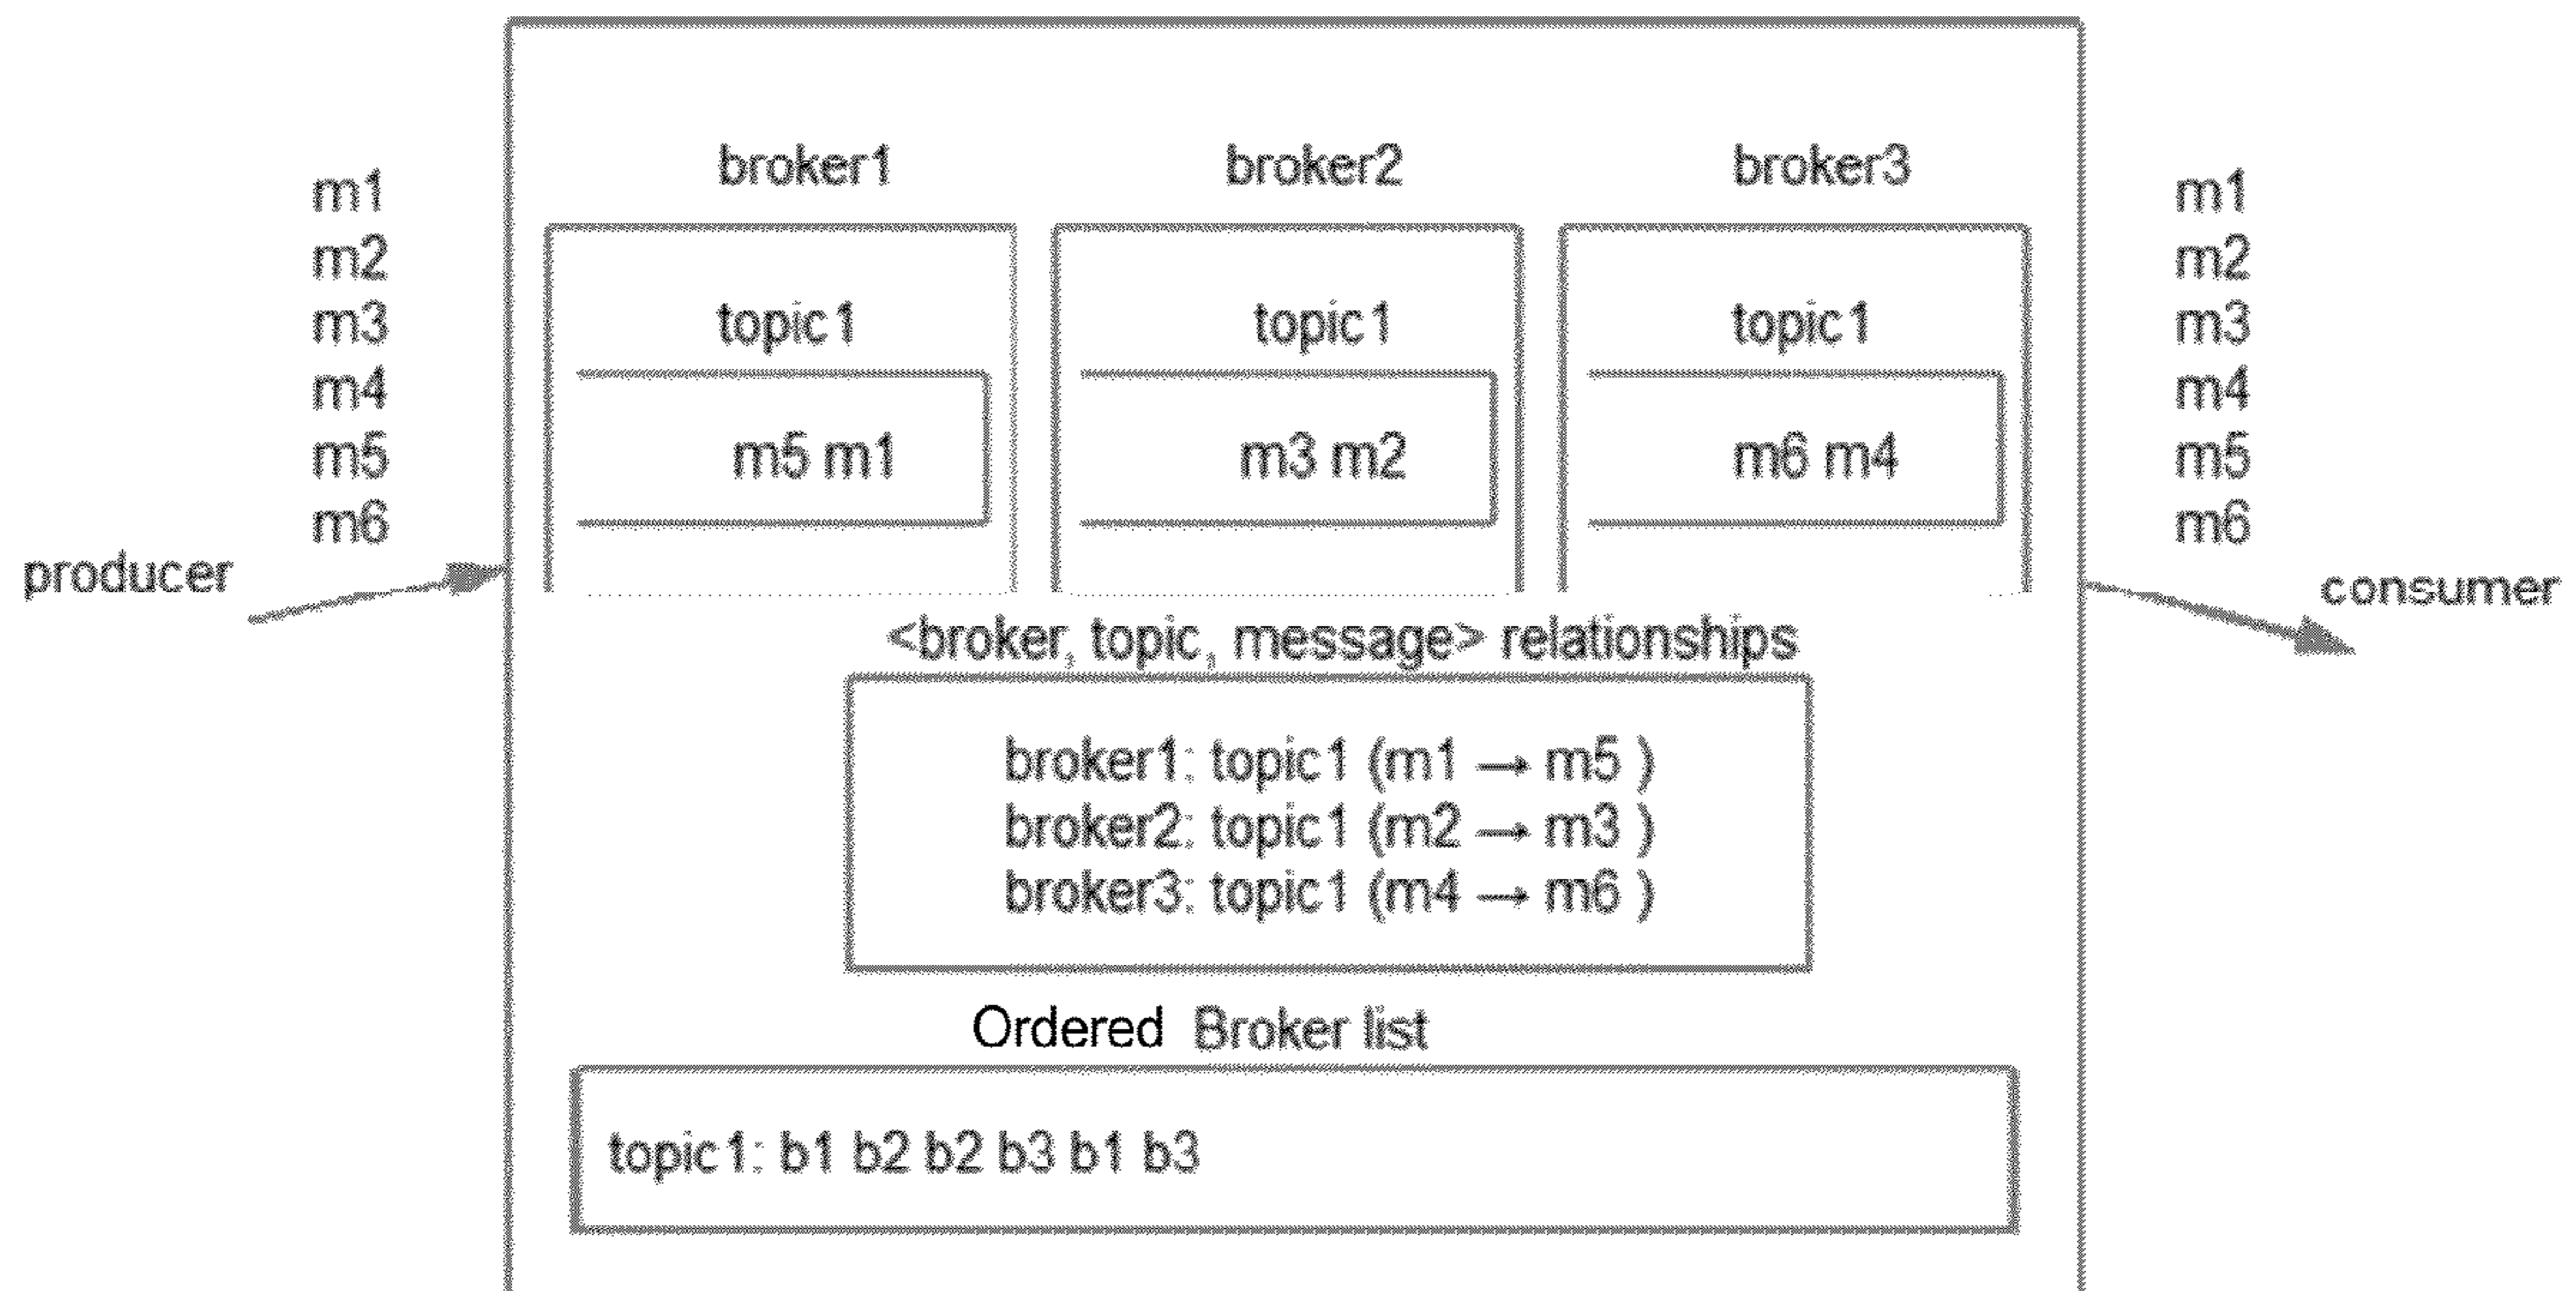 m1
m2
m3
m4
m5
m6
producer
broker1
topic1
m5 m1
broker2
topic1
m3 m2
broker3
topic1
m6 m4
<broker, topic, message> relationships
broker1: topic1 (m1 → m5 )
broker2: topic1 (m2 → m3 )
broker3: topic1 (m4 → m6 )
Ordered Broker list
topic1: b1 b2 b2 b3 b1 b3
m1
m2
m3
m4
m5
m6
consumer